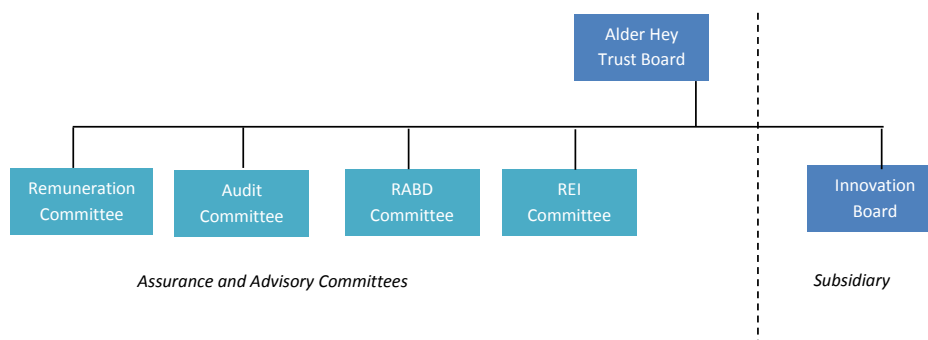 Alder Hey
Trust Board
Remuneration
Committee
Audit
Committee
RABD
Committee
REI
Committee
Innovation
Board
Assurance and Advisory Committees
Subsidiary